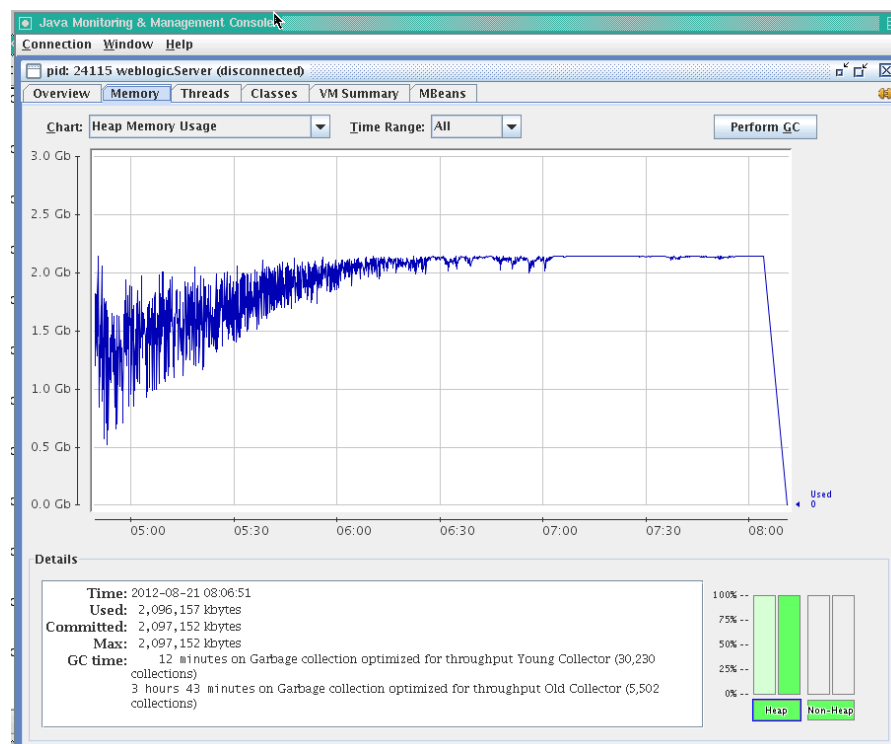 Java Monitoring & Management Console
Connection Window Help
pid: 24115 weblogic.Server (disconnected)
Overview Memory Threads Classes VM Summary MBeans
Chart: Heap Memory Usage Time Range: All Perform GC
3.0 Gb
2.5 Gb
2.0 Gb
1.5 Gb
1.0 Gb
0.5 Gb
0.0 Gb
Used
0
05:00 05:30 06:00 06:30 07:00 07:30 08:00
Details
Time: 2012-08-21 08:06:51
Used: 2,096,157 kbytes
Committed: 2,097,152 kbytes
Max: 2,097,152 kbytes
GC time: 12 minutes on Garbage collection optimized for throughput Young Collector (30,230
collections)
3 hours 43 minutes on Garbage collection optimized for throughput Old Collector (5,502
collections)
100% --
75% --
50% --
25% --
0% --
Heap Non-Heap